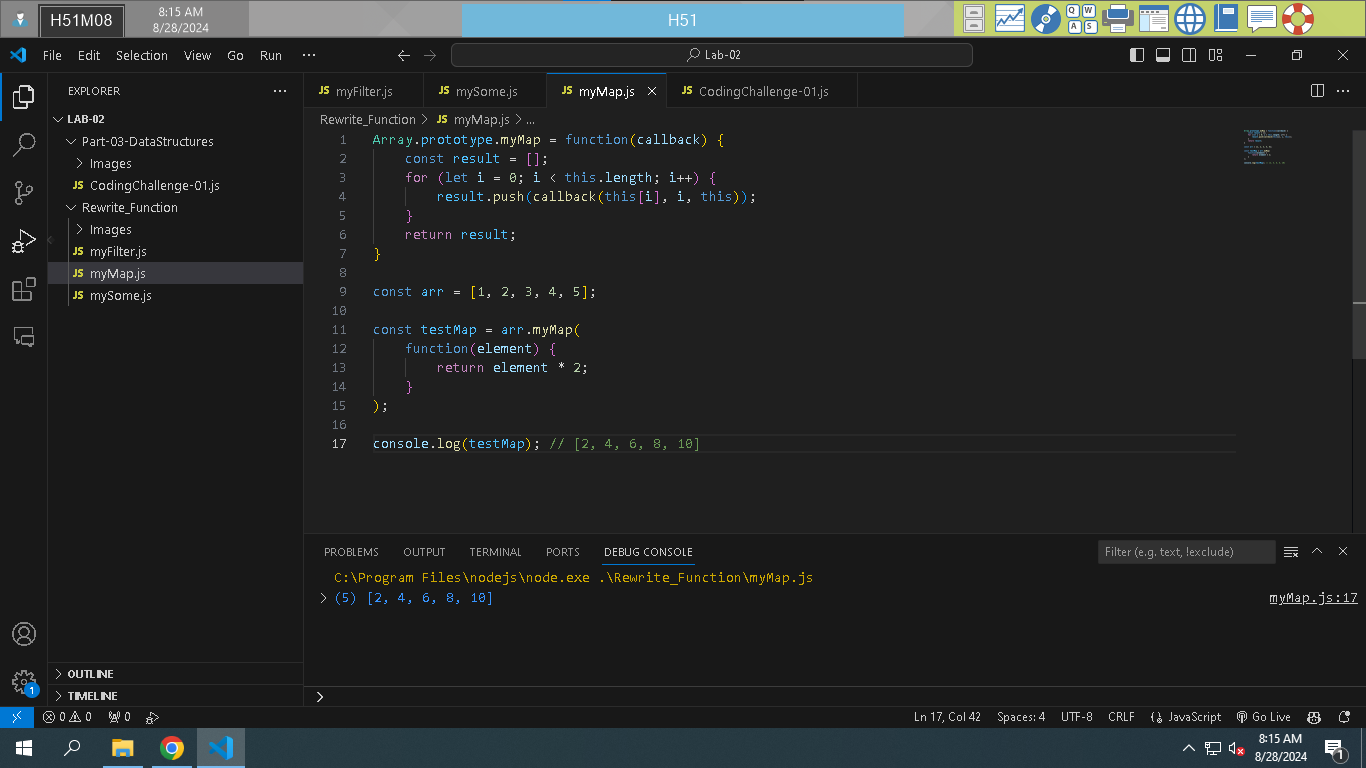 H51M08
8:15 AM
8/28/2024
H51
Q W
A S
File Edit Selection View Go Run ···
Lab-02
EXPLORER
LAB-02
Part-03-DataStructures
Images
JS CodingChallenge-01.js
Rewrite_Function
Images
JS myFilter.js
JS myMap.js
JS mySome.js
OUTLINE
TIMELINE
1
JS myFilter.js JS mySome.js JS myMap.js JS CodingChallenge-01.js
Rewrite_Function > JS myMap.js > ...
1 Array.prototype.myMap = function(callback) {
2 const result = [];
3 for (let i = 0; i < this.length; i++) {
4 result.push(callback(this[i], i, this));
5 }
6 return result;
7 }
8
9 const arr = [1, 2, 3, 4, 5];
10
11 const testMap = arr.myMap(
12 function(element) {
13 return element * 2;
14 }
15 );
16
17 console.log(testMap); // [2, 4, 6, 8, 10]
PROBLEMS OUTPUT TERMINAL PORTS DEBUG CONSOLE Filter (e.g. text, !exclude)
C:\Program Files\nodejs\node.exe .\Rewrite_Function\myMap.js
> (5) [2, 4, 6, 8, 10] myMap.js:17
>
0 0 0 Ln 17, Col 42 Spaces: 4 UTF-8 CRLF JavaScript Go Live
8:15 AM
8/28/2024
1